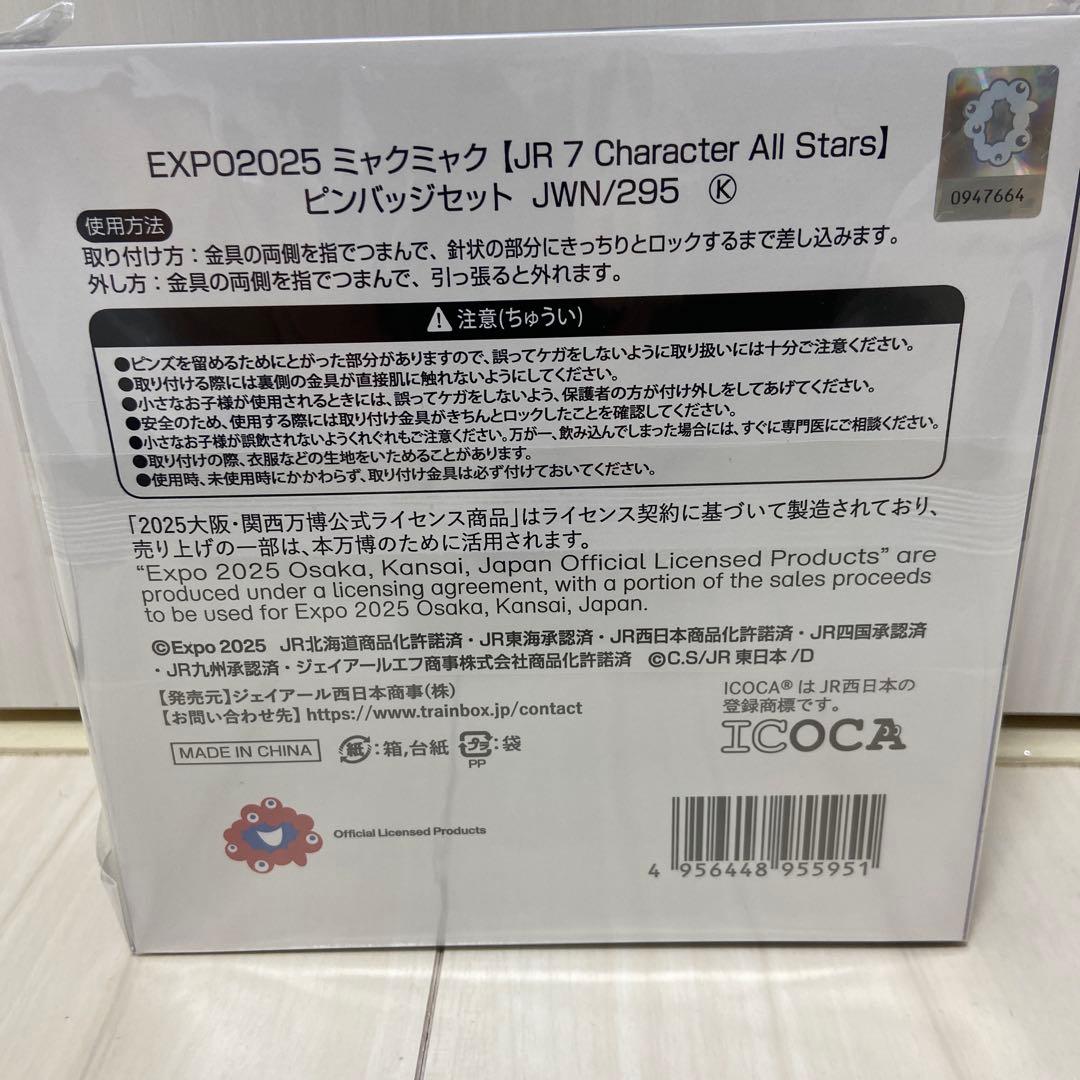 0947664
EXPO2025 ミャクミャク【JR 7 Character All Stars】
ピンバッジセット JWN/295 Ⓚ
使用方法
取り付け方：金具の両側を指でつまんで、針状の部分にきっちりとロックするまで差し込みます。
外し方：金具の両側を指でつまんで、引っ張ると外れます。
注意(ちゅうい)
●ピンズを留めるためにとがった部分がありますので、誤ってケガをしないように取り扱いには十分ご注意ください。
●取り付ける際には裏側の金具が直接肌に触れないようにしてください。
●小さなお子様が使用されるときには、誤ってケガをしないよう、保護者の方が付け外しをしてあげてください。
●安全のため、使用する際には取り付け金具がきちんとロックしたことを確認してください。
●小さなお子様が誤飲されないようくれぐれもご注意ください。万が一、飲み込んでしまった場合には、すぐに専門医にご相談ください。
●取り付けの際、衣服などの生地をいためることがあります。
●使用時、未使用時にかかわらず、取り付け金具は必ず付けておいてください。
「2025大阪・関西万博公式ライセンス商品」はライセンス契約に基づいて製造されており、
売り上げの一部は、本万博のために活用されます。
“Expo 2025 Osaka, Kansai, Japan Official Licensed Products” are
produced under a licensing agreement, with a portion of the sales proceeds
to be used for Expo 2025 Osaka, Kansai, Japan.
©Expo 2025 JR北海道商品化許諾済・JR東海承認済・JR西日本商品化許諾済・JR四国承認済
・JR九州承認済・ジェイアールエフ商事株式会社商品化許諾済 ©C.S/JR東日本/D
【発売元】ジェイアール西日本商事(株)
【お問い合わせ先】https://www.trainbox.jp/contact
ICOCA®はJR西日本の
登録商標です。
ICOCA
MADE IN CHINA 紙：箱,台紙 プラ：袋
PP
Official Licensed Products
4 956448 955951